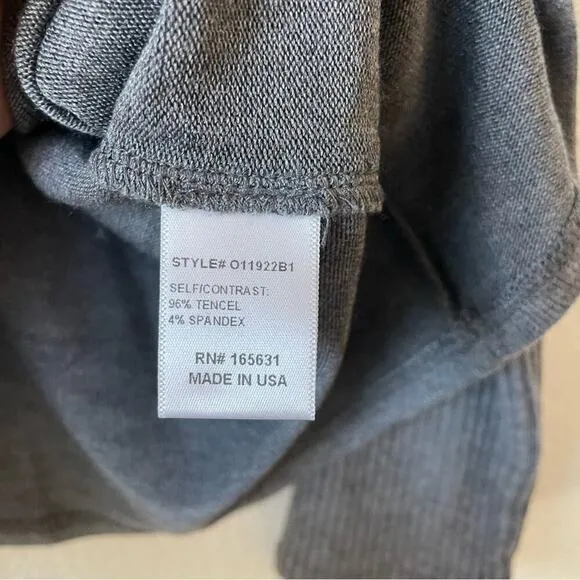 STYLE# O11922B1
SELF/CONTRAST:
96% TENCEL
4% SPANDEX
RN# 165631
MADE IN USA